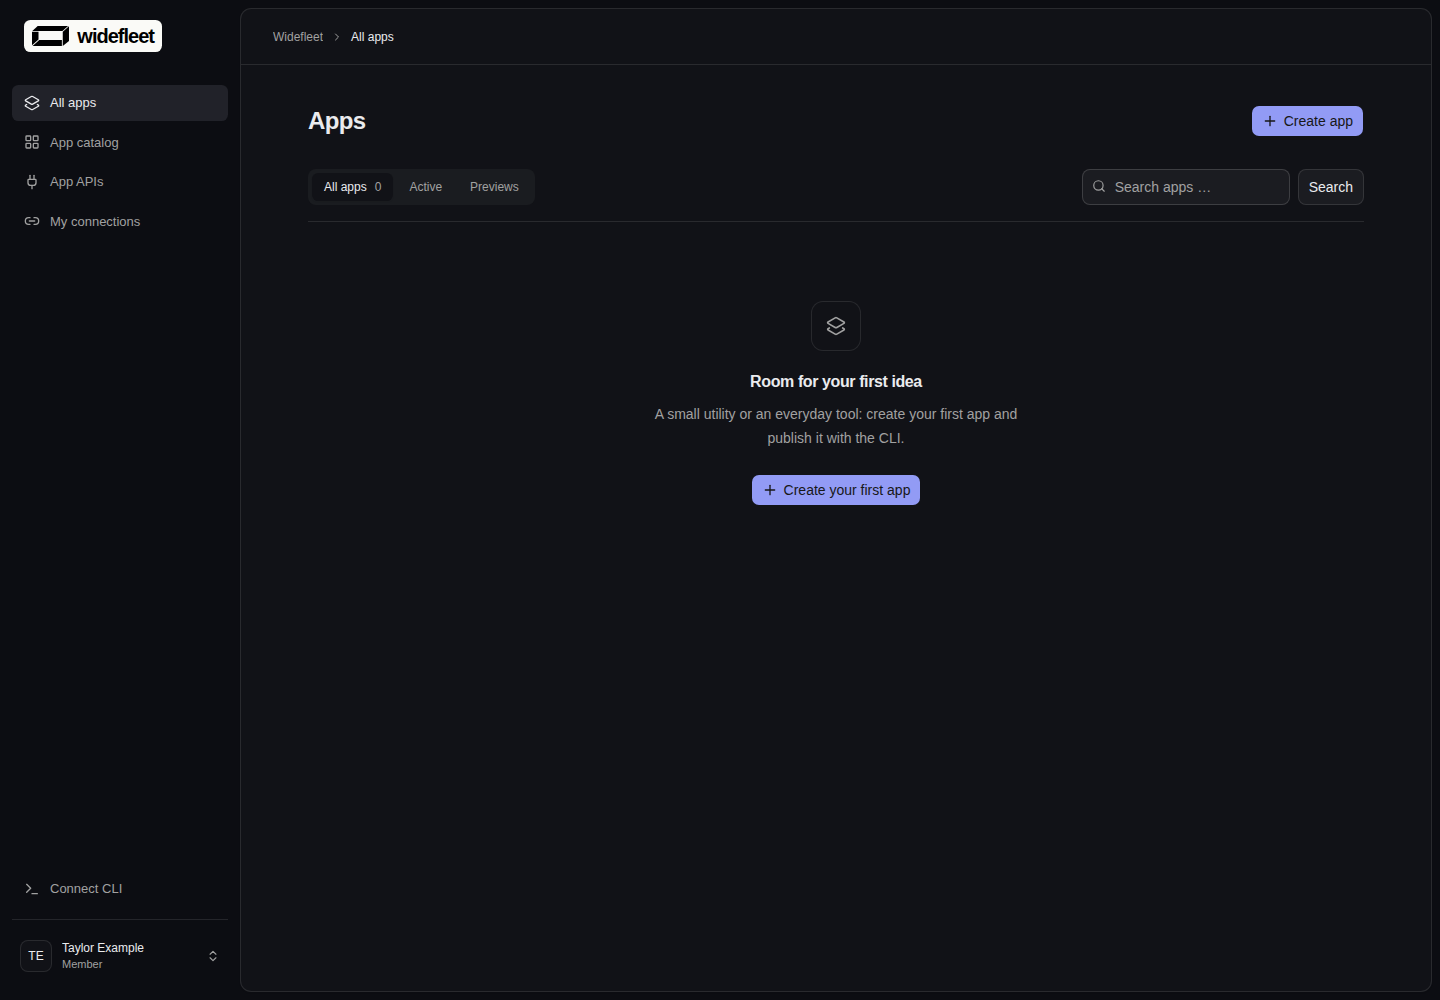 widefleet
All apps
App catalog
App APIs
My connections
Connect CLI
TE
Taylor Example
Member
Widefleet
All apps
Apps
Create app
All apps 0
Active
Previews
Search apps …
Search
Room for your first idea
A small utility or an everyday tool: create your first app and
publish it with the CLI.
Create your first app